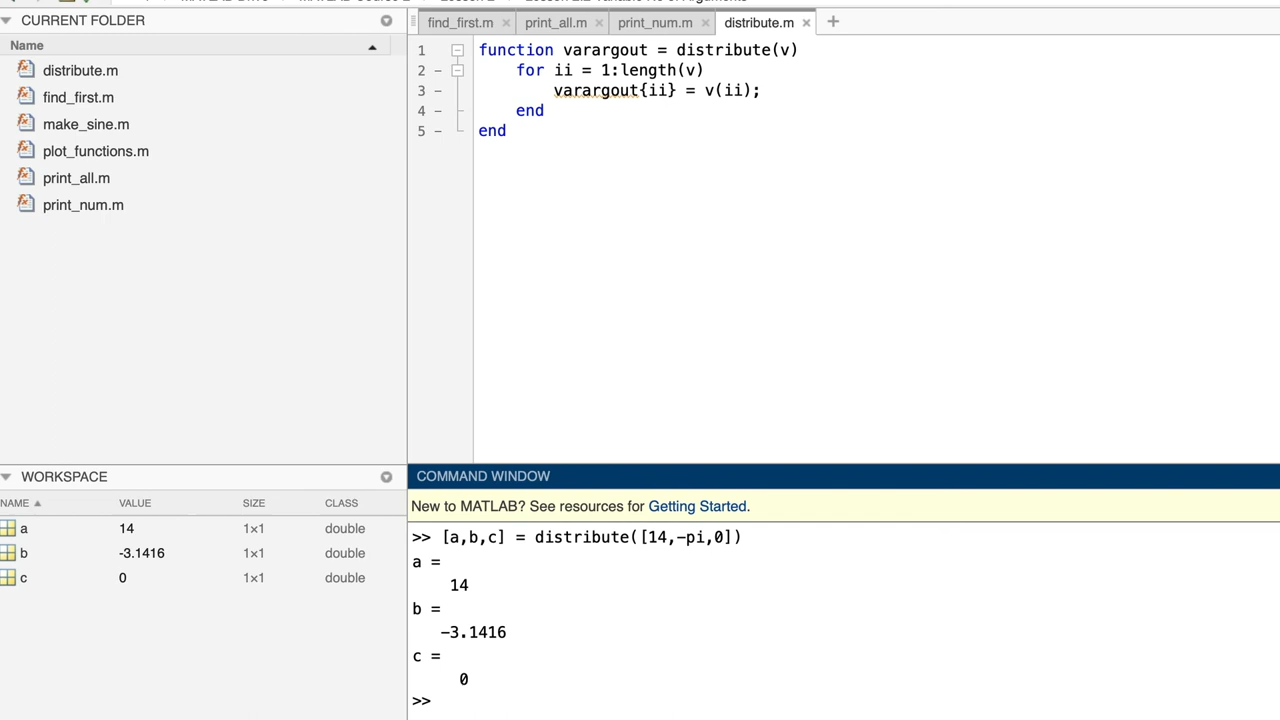 CURRENT FOLDER
Name
distribute.m
find_first.m
make_sine.m
plot_functions.m
print_all.m
print_num.m
find_first.m × print_all.m × print_num.m × distribute.m × +
1 function varargout = distribute(v)
2 – for ii = 1:length(v)
3 – varargout{ii} = v(ii);
4 – end
5 – end
WORKSPACE
NAME VALUE SIZE CLASS
a 14 1×1 double
b -3.1416 1×1 double
c 0 1×1 double
COMMAND WINDOW
New to MATLAB? See resources for Getting Started.
>> [a,b,c] = distribute([14,-pi,0])
a =
14
b =
-3.1416
c =
0
>>